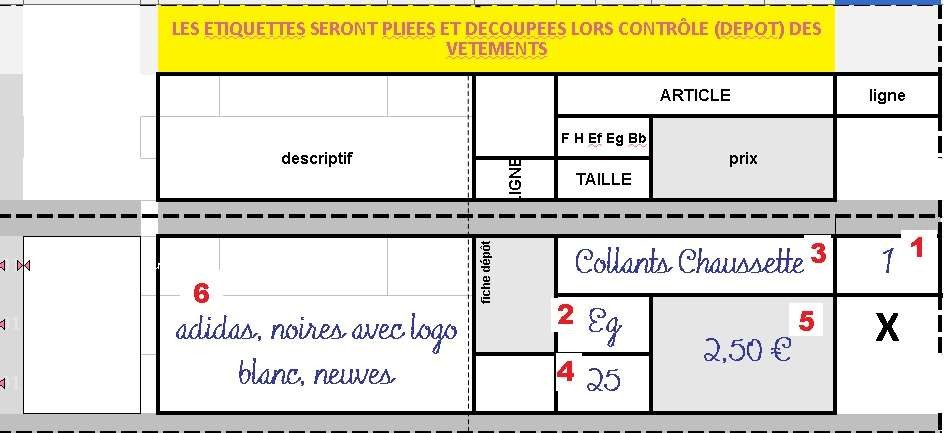 LES ETIQUETTES SERONT PLIEES ET DECOUPEES LORS CONTRÔLE (DEPOT) DES
VETEMENTS
ARTICLE
ligne
F H Ef Eg Bb
descriptif
prix
LIGNE
TAILLE
fiche dépôt
Collants Chaussette
3
1
1
6
2
Eg
5
X
adidas, noires avec logo
blanc, neuves
2,50 €
4
25